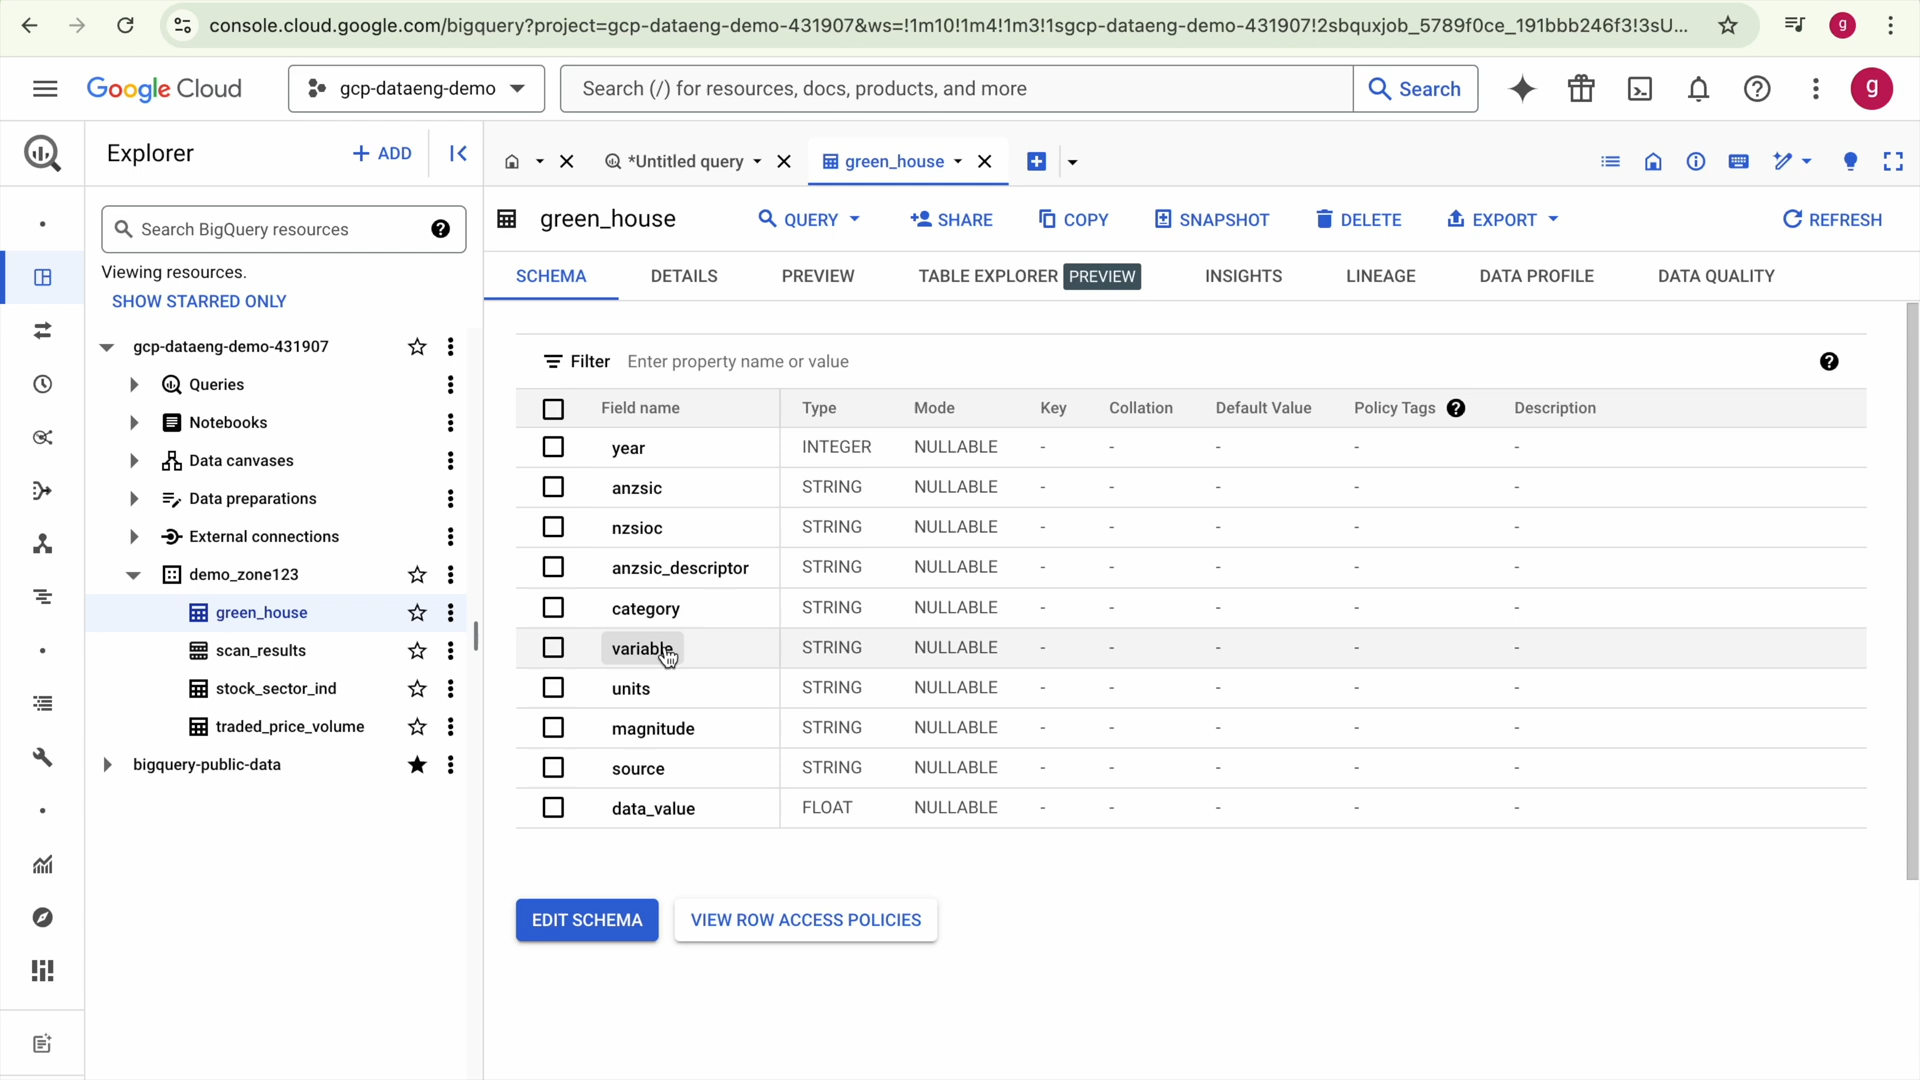 console.cloud.google.com/bigquery?project=gcp-dataeng-demo-431907&ws=!1m10!1m4!1m3!1sgcp-dataeng-demo-431907!2sbquxjob_5789f0ce_191bbb246f3!3sU... g
Google Cloud gcp-dataeng-demo Search (/) for resources, docs, products, and more Search g
Explorer + ADD *Untitled query green_house
green_house QUERY SHARE COPY SNAPSHOT DELETE EXPORT REFRESH
Search BigQuery resources
Viewing resources.
SHOW STARRED ONLY
gcp-dataeng-demo-431907
Queries
Notebooks
Data canvases
Data preparations
External connections
demo_zone123
green_house
scan_results
stock_sector_ind
traded_price_volume
bigquery-public-data
SCHEMA DETAILS PREVIEW TABLE EXPLORER PREVIEW INSIGHTS LINEAGE DATA PROFILE DATA QUALITY
Filter Enter property name or value
Field name Type Mode Key Collation Default Value Policy Tags Description
year INTEGER NULLABLE - - - - -
anzsic STRING NULLABLE - - - - -
nzsioc STRING NULLABLE - - - - -
anzsic_descriptor STRING NULLABLE - - - - -
category STRING NULLABLE - - - - -
variable STRING NULLABLE - - - - -
units STRING NULLABLE - - - - -
magnitude STRING NULLABLE - - - - -
source STRING NULLABLE - - - - -
data_value FLOAT NULLABLE - - - - -
EDIT SCHEMA VIEW ROW ACCESS POLICIES